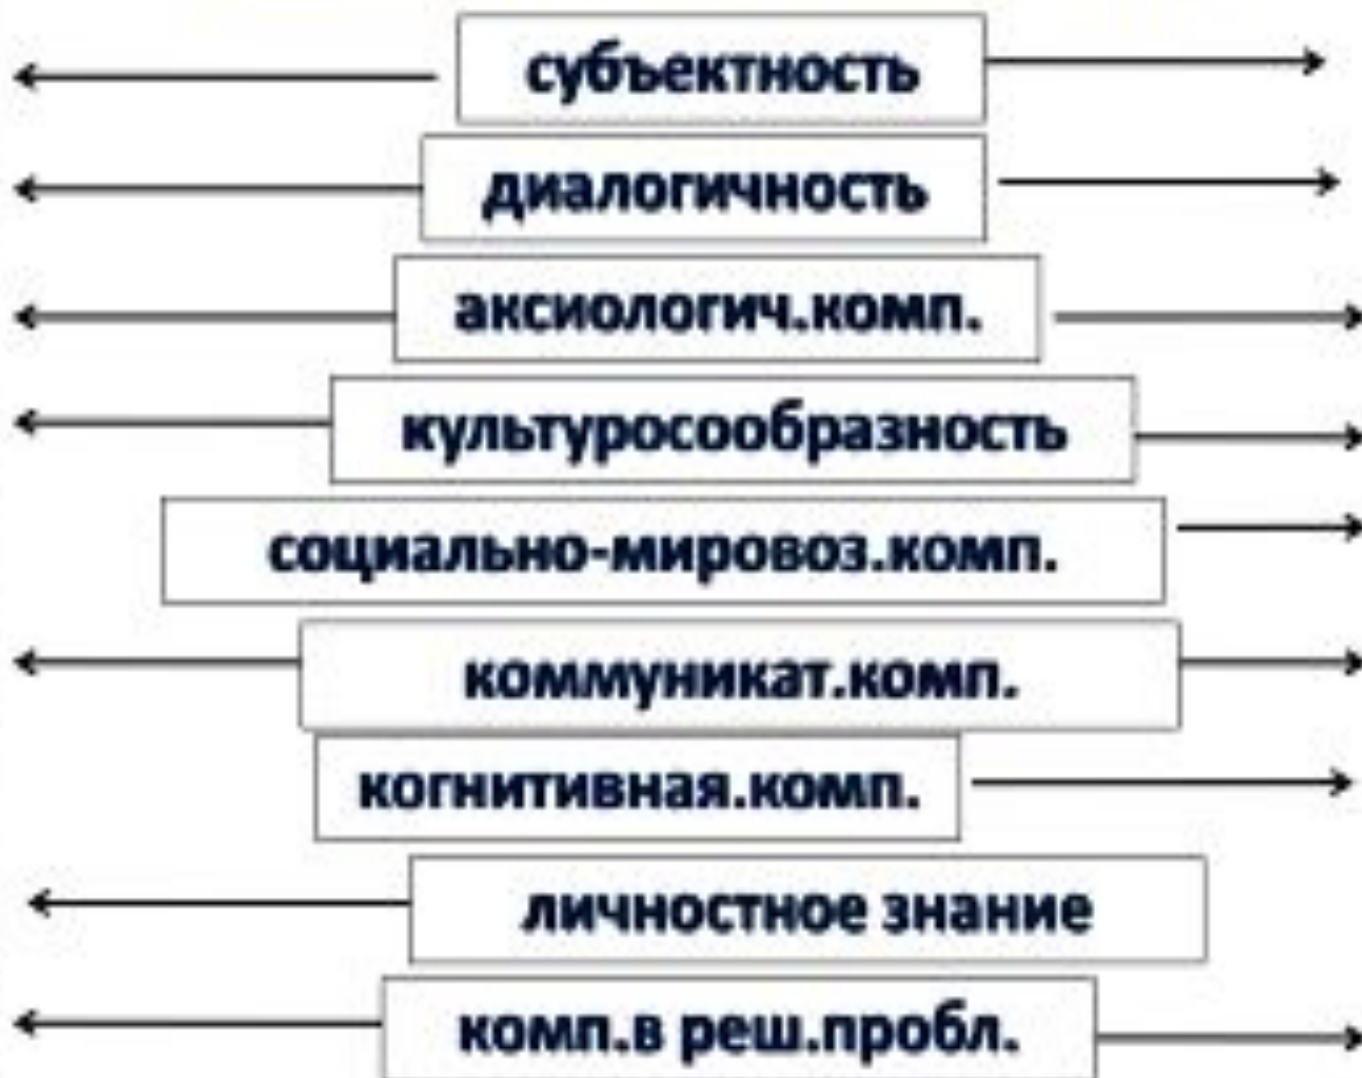 субъектность
диалогичность
аксиологич.комп.
культуросообразность
социально-мировоз.комп.
коммуникат.комп.
когнитивная.комп.
личностное знание
комп.в реш.пробл.